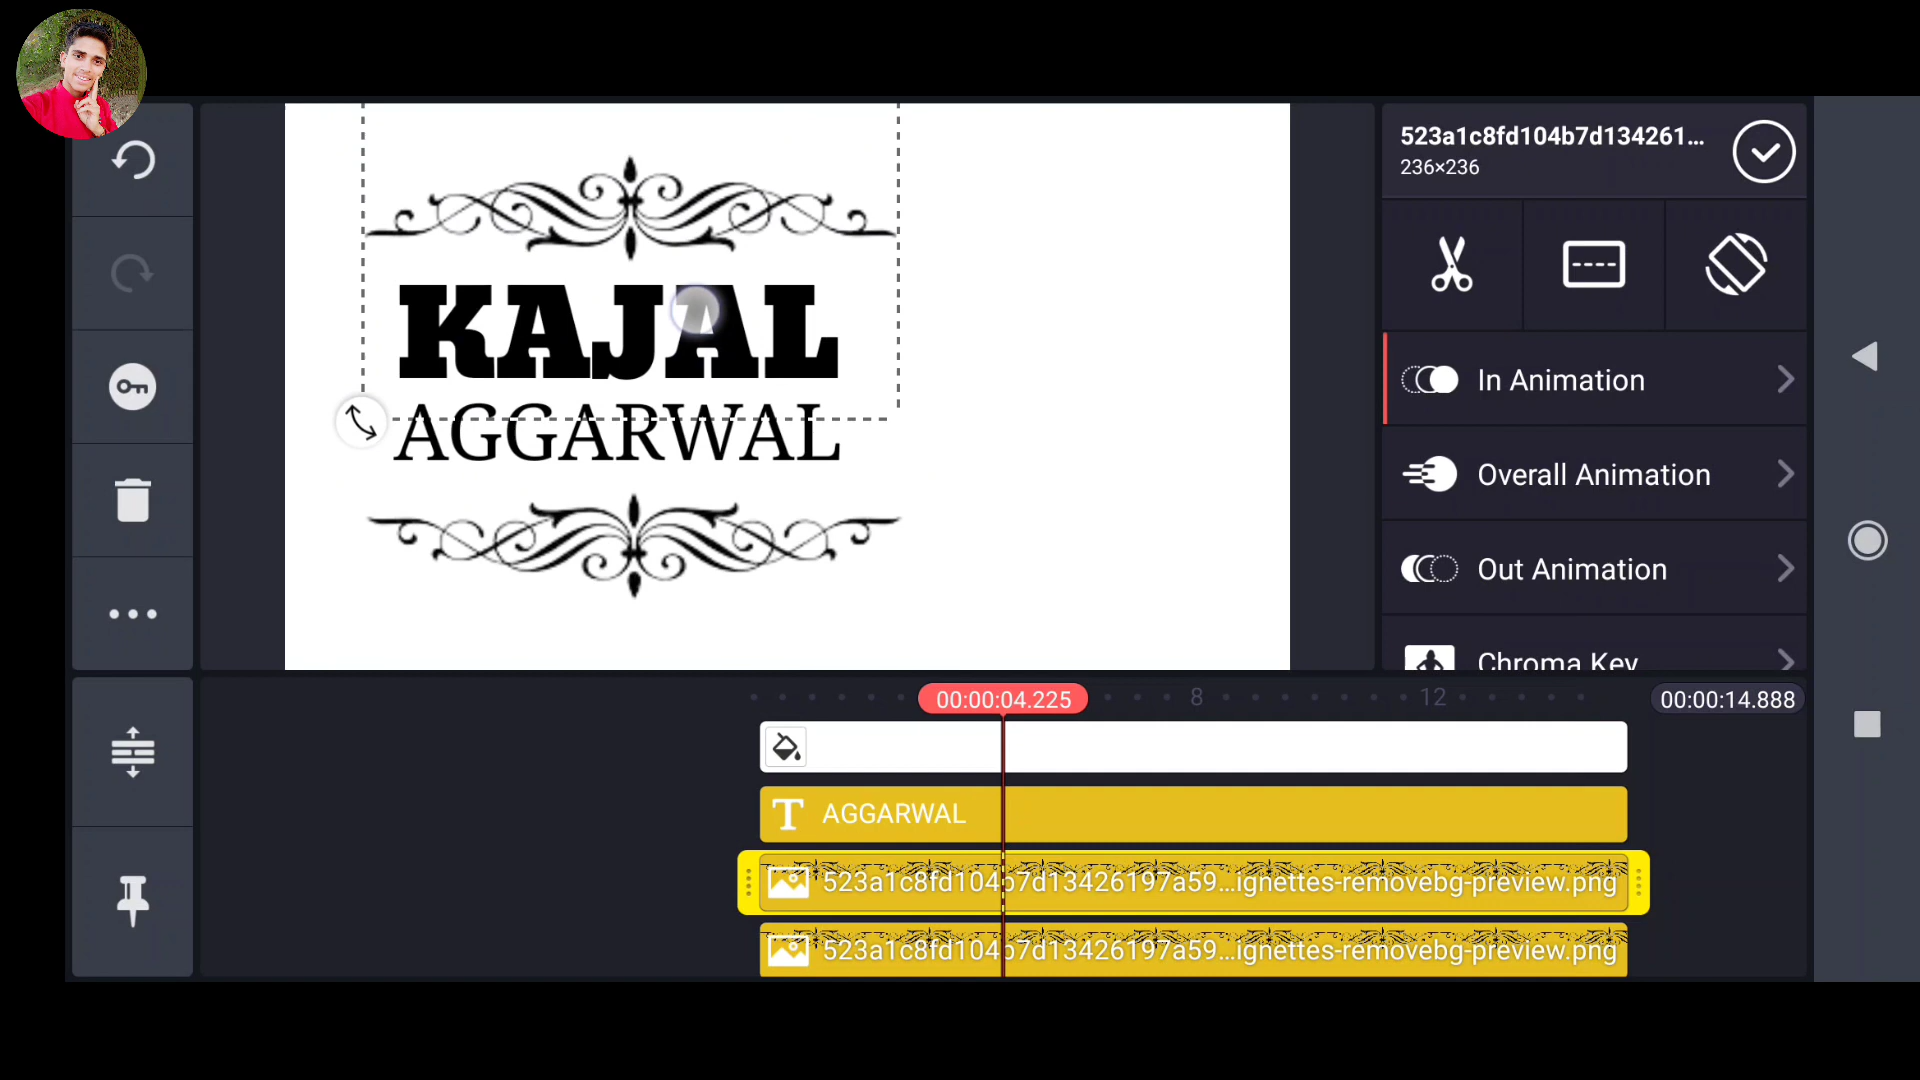 523a1c8fd104b7d134261...
236×236
KAJAL
AGGARWAL
In Animation
Overall Animation
Out Animation
Chroma Key
00:00:04.225
8
12
00:00:14.888
T AGGARWAL
523a1c8fd104b7d13426197a59...ignettes-removebg-preview.png
523a1c8fd104b7d13426197a59...ignettes-removebg-preview.png